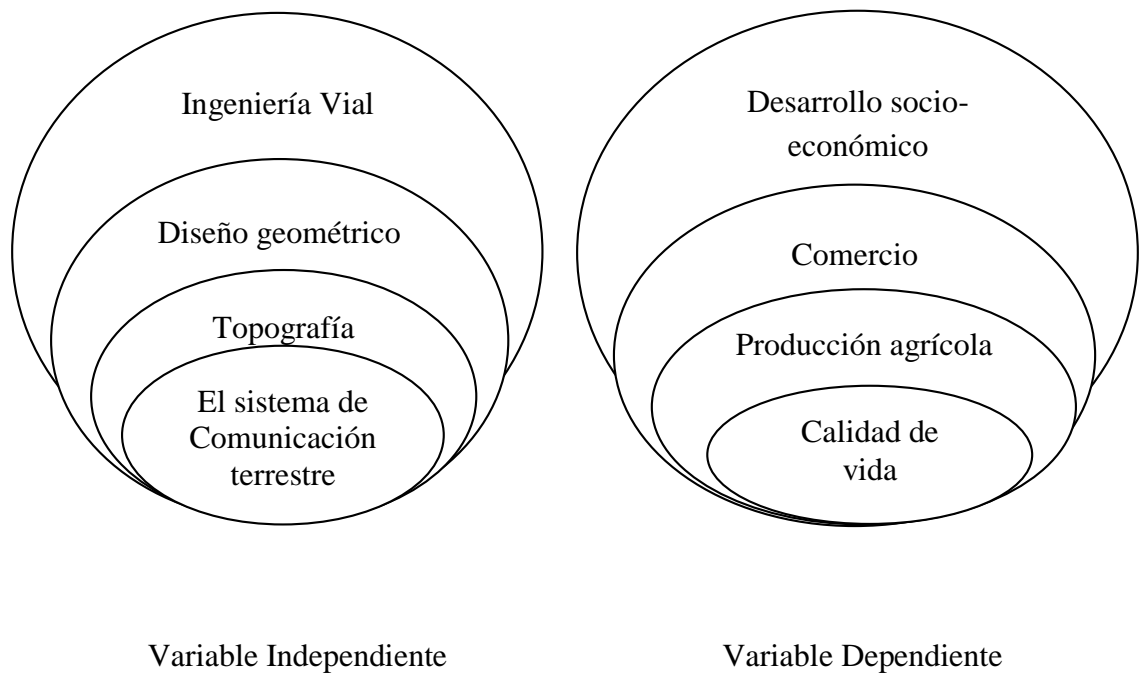 Ingeniería Vial
Diseño geométrico
Topografía
El sistema de
Comunicación
terrestre
Variable Independiente
Desarrollo socio-
económico
Comercio
Producción agrícola
Calidad de
vida
Variable Dependiente